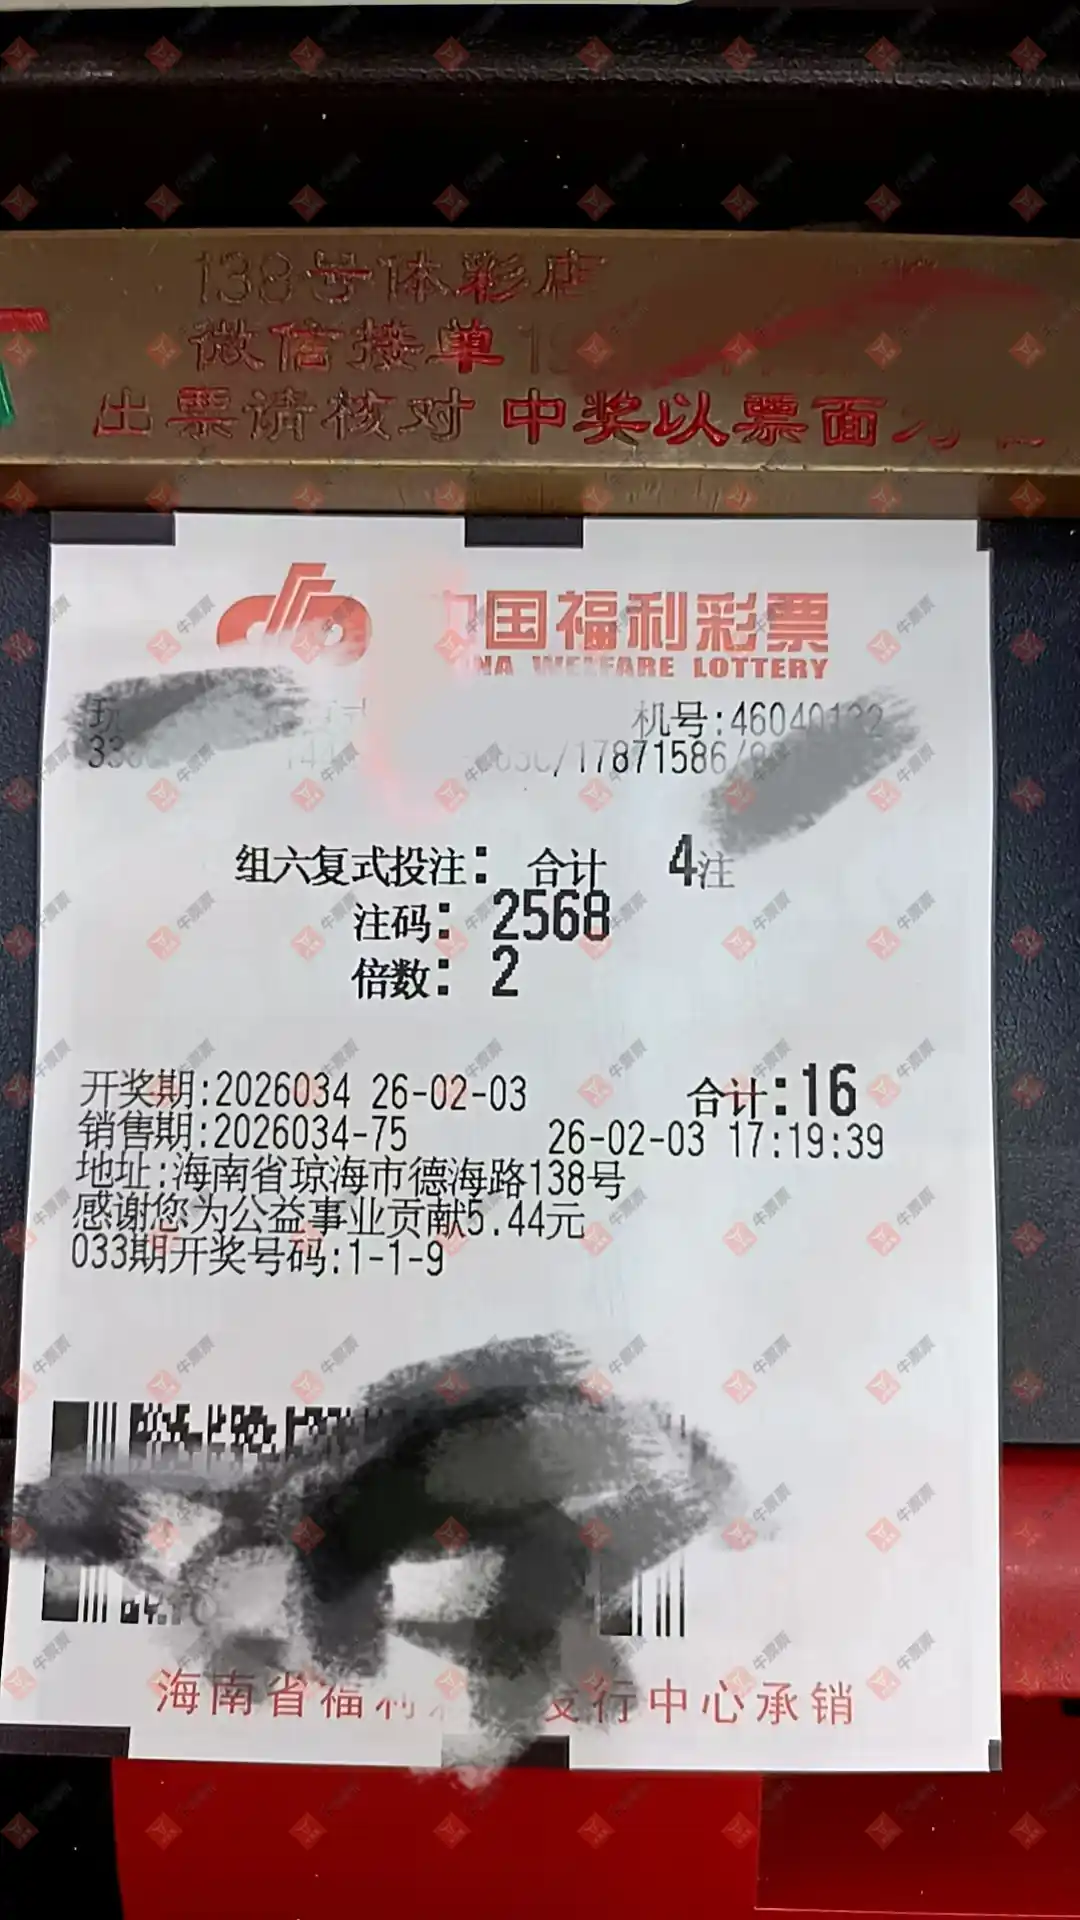 138号体彩店
微信接单
出票请核对 中奖以票面
中国福利彩票
WELFARE LOTTERY
机号:46040132
/17871586/
组六复式投注: 合计 4注
注码: 2568
倍数: 2
开奖期:2026034 26-02-03 合计:16
销售期:2026034-75 26-02-03 17:19:39
地址:海南省琼海市德海路138号
感谢您为公益事业贡献5.44元
033期开奖号码:1-1-9
海南省福利 发行中心承销
牛票票